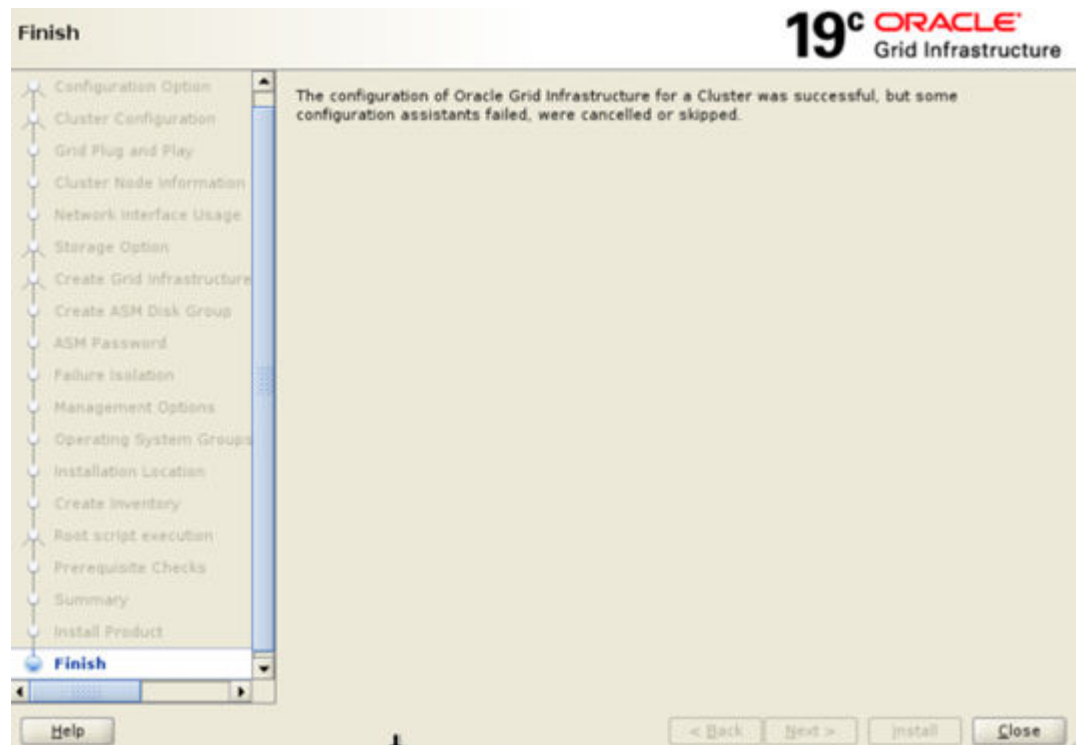 Finish
19c ORACLE
Grid Infrastructure
Configuration Option
Cluster Configuration
Grid Plug and Play
Cluster Node Information
Network Interface Usage
Storage Option
Create Grid Infrastructure
Create ASM Disk Group
ASM Password
Failure Isolation
Management Options
Operating System Groups
Installation Location
Create Inventory
Root script execution
Prerequisite Checks
Summary
Install Product
Finish
The configuration of Oracle Grid Infrastructure for a Cluster was successful, but some
configuration assistants failed, were cancelled or skipped.
Help
< Back
Next >
Install
Close